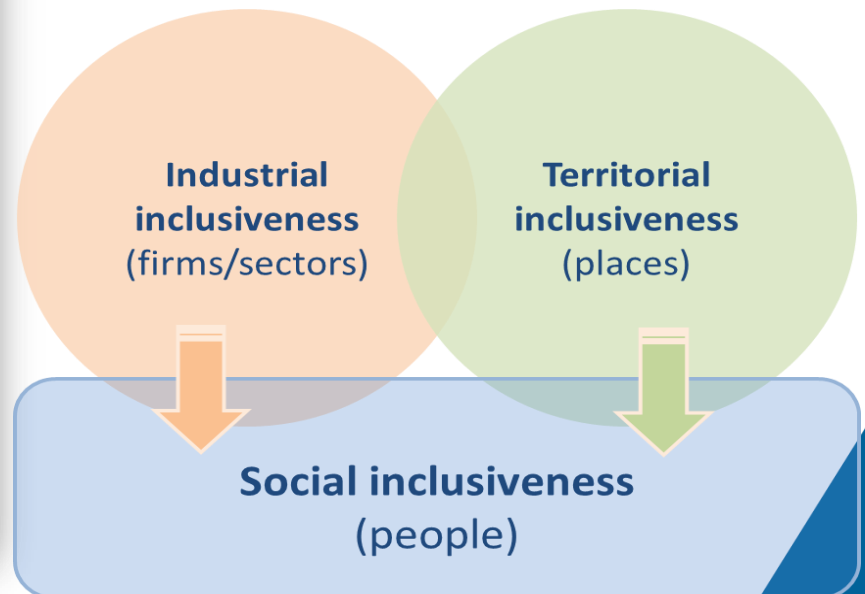 Industrial
inclusiveness
(firms/sectors)
Territorial
inclusiveness
(places)
Social inclusiveness
(people)